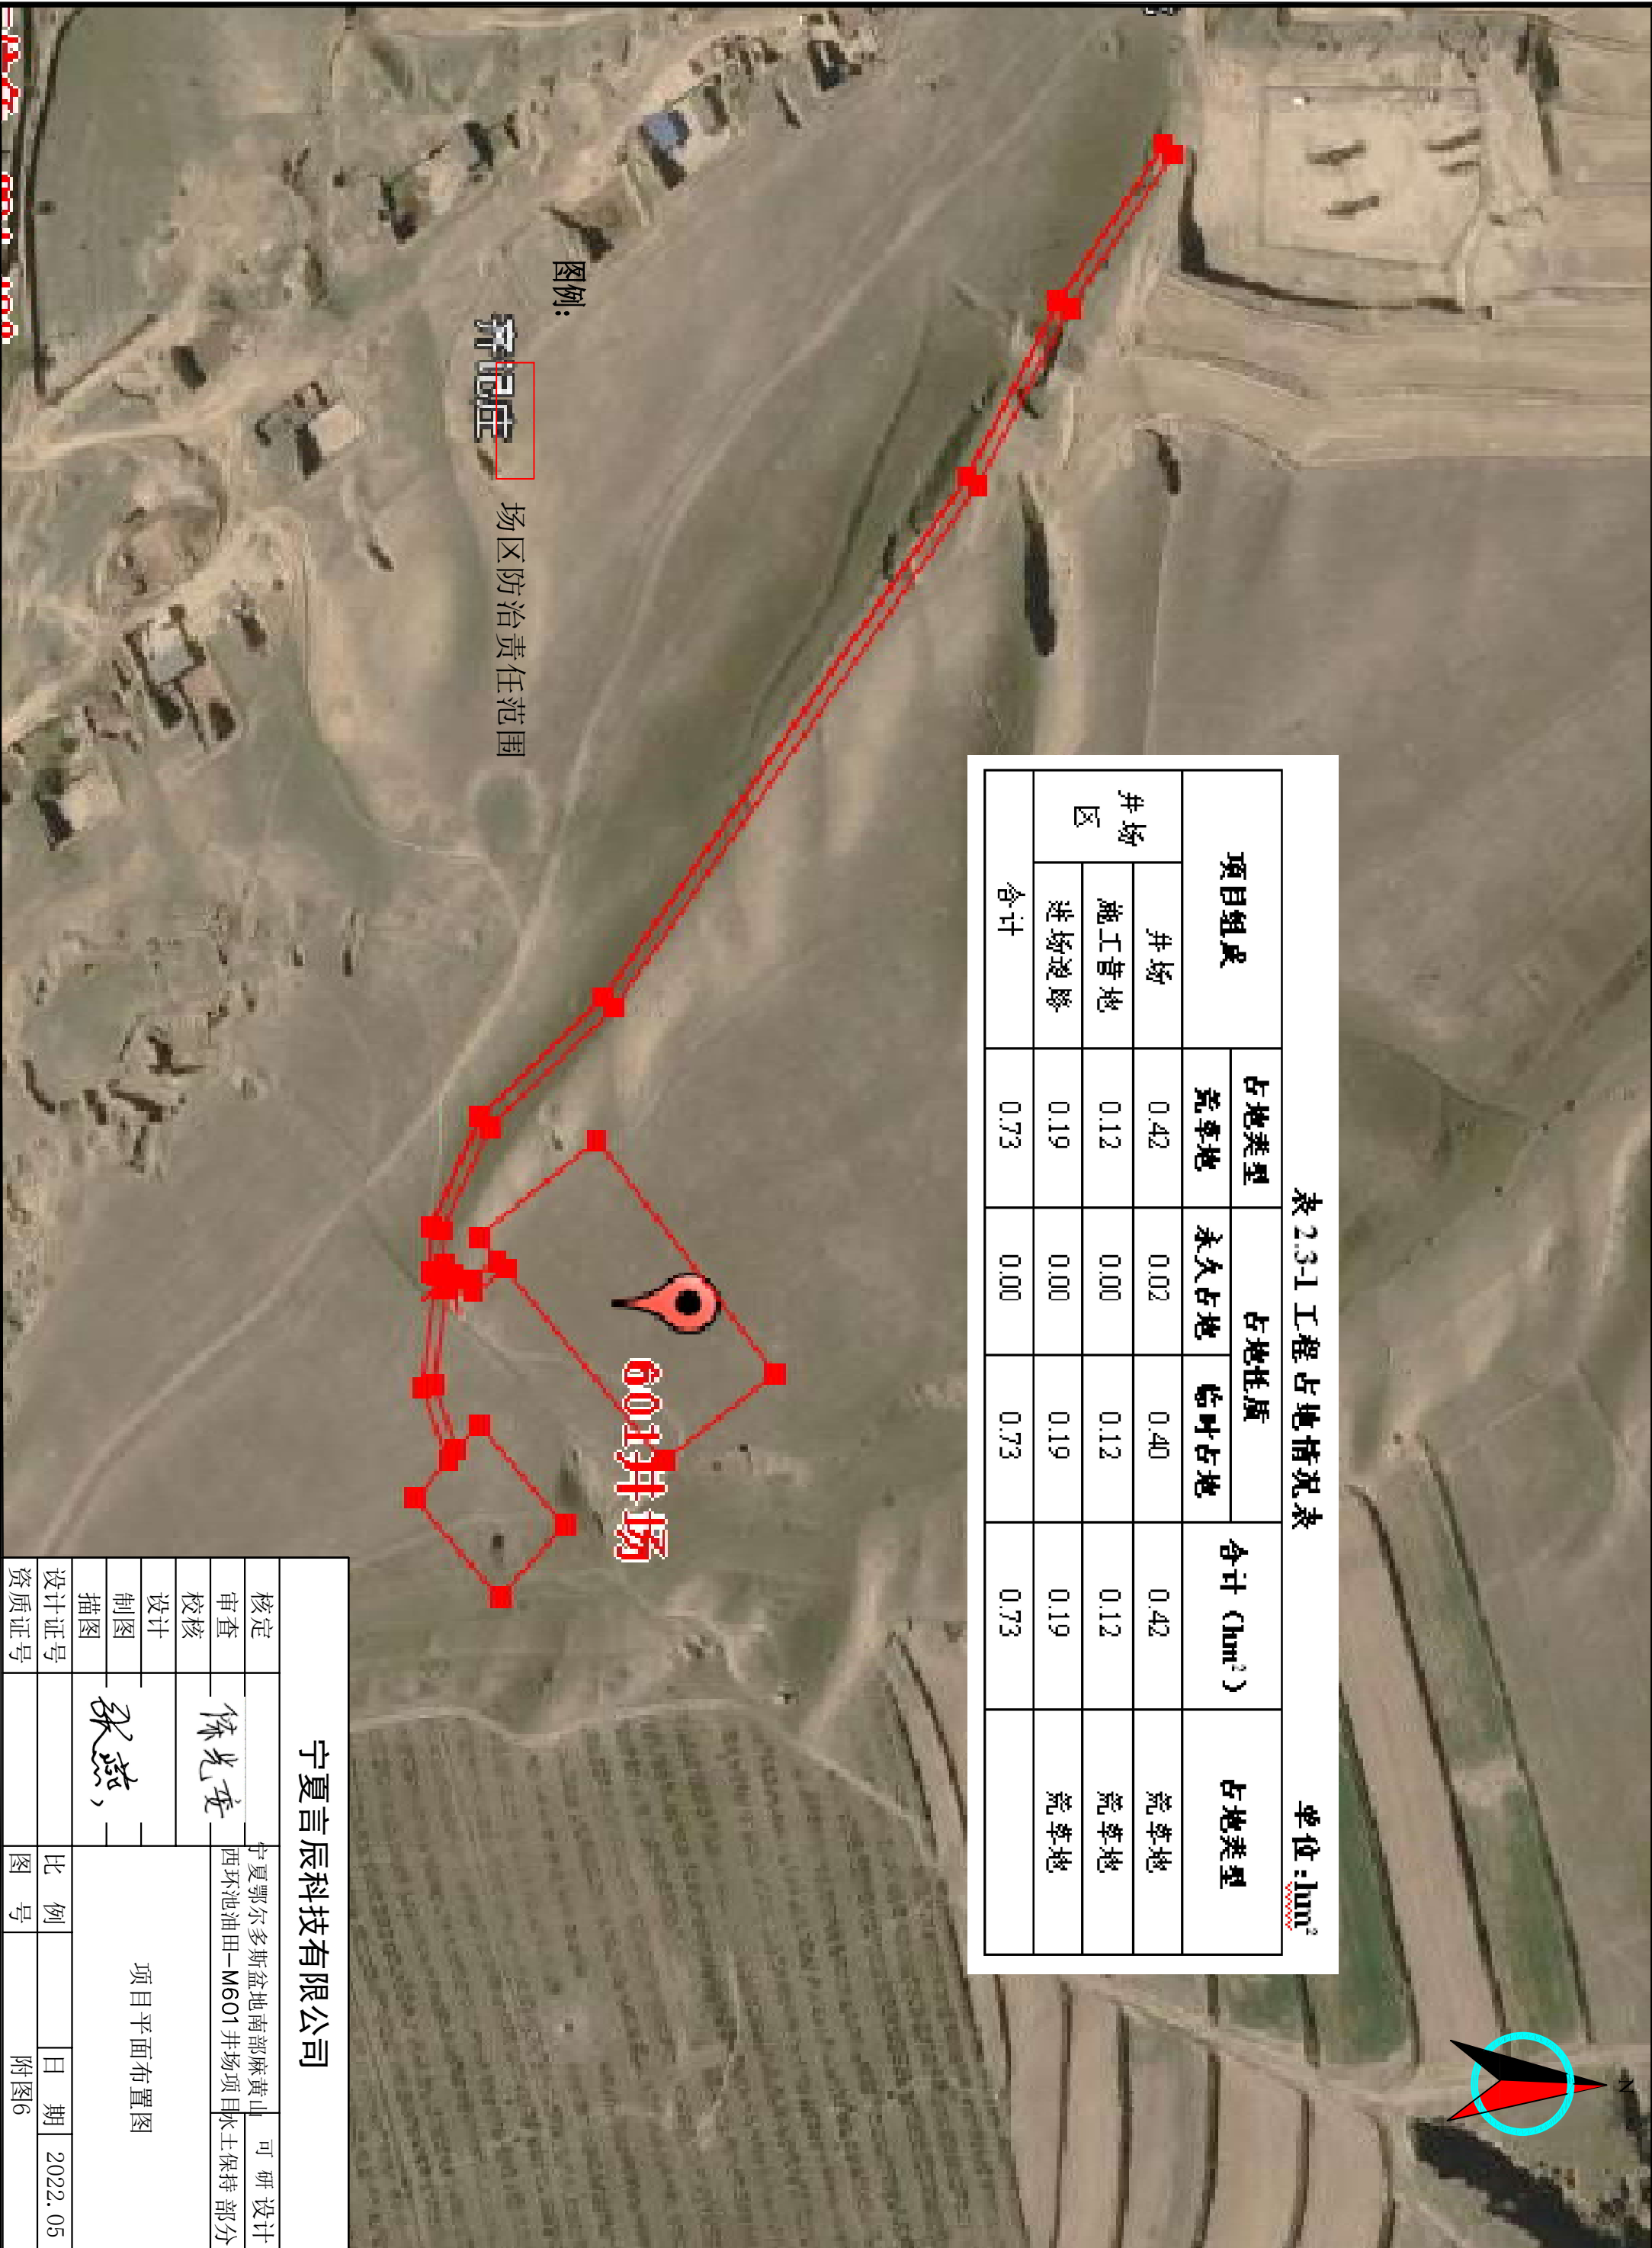 表 2.3-1 工程占地情况表 单位:hm²
项目组成 占地类型 占地性质 合计（hm²） 占地类型
荒草地 永久占地 临时占地
井场区 井场 0.42 0.02 0.40 0.42 荒草地
施工营地 0.12 0.00 0.12 0.12 荒草地
进场道路 0.19 0.00 0.19 0.19 荒草地
合计 0.73 0.00 0.73 0.73
N
601井场
图例:
场区防治责任范围
宁夏言辰科技有限公司
核定
审查
校核
设计
制图
描图
设计证号
资质证号
宁夏鄂尔多斯盆地南部麻黄山
西环池油田-M601井场项目
可 研 设计
水土保持 部分
项目平面布置图
比 例
日 期 2022.05
图 号 附图6